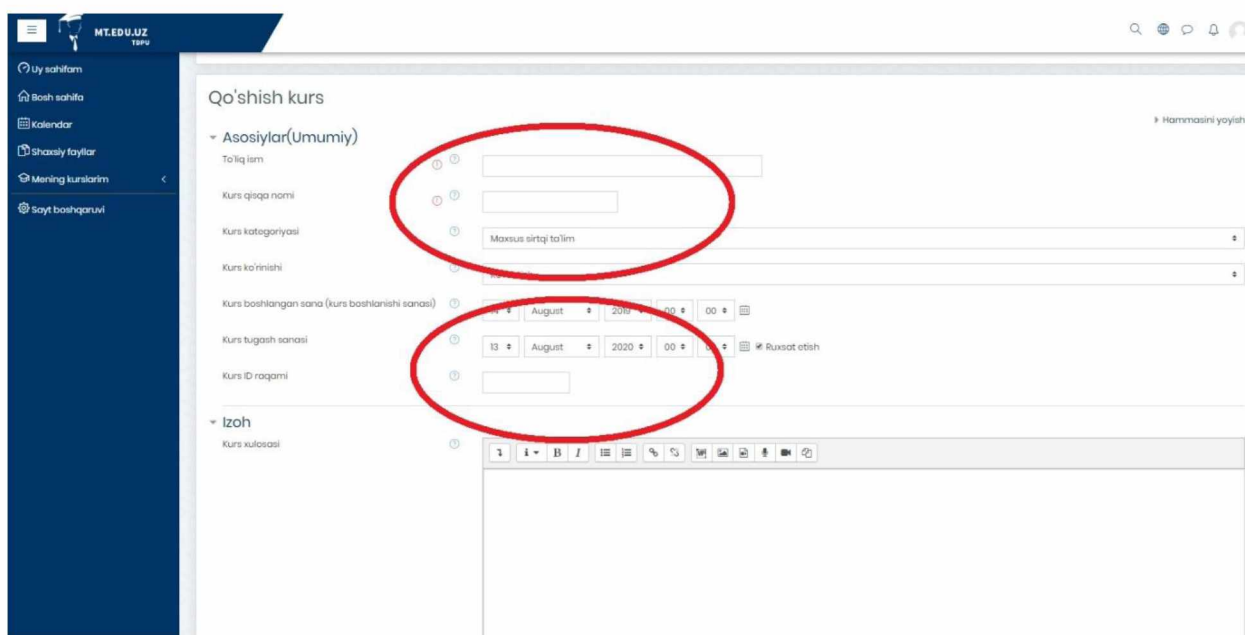 MT.EDU.UZ
TDPU
Uy sahifam
Bosh sahifa
Kalendar
Shaxsiy fayllar
Mening kurslarim
Sayt boshqaruvi
Qo'shish kurs
Hammasini yoyish
Asosiylar(Umumiy)
To'liq ism
Kurs qisqa nomi
Kurs kategoriyasi
Maxsus sirtqi ta'lim
Kurs ko'rinishi
Kurs boshlangan sana (kurs boshlanishi sanasi) August 2019 00 00
Kurs tugash sanasi 13 August 2020 00 Ruxsat etish
Kurs ID raqami
Izoh
Kurs xulosasi
B I